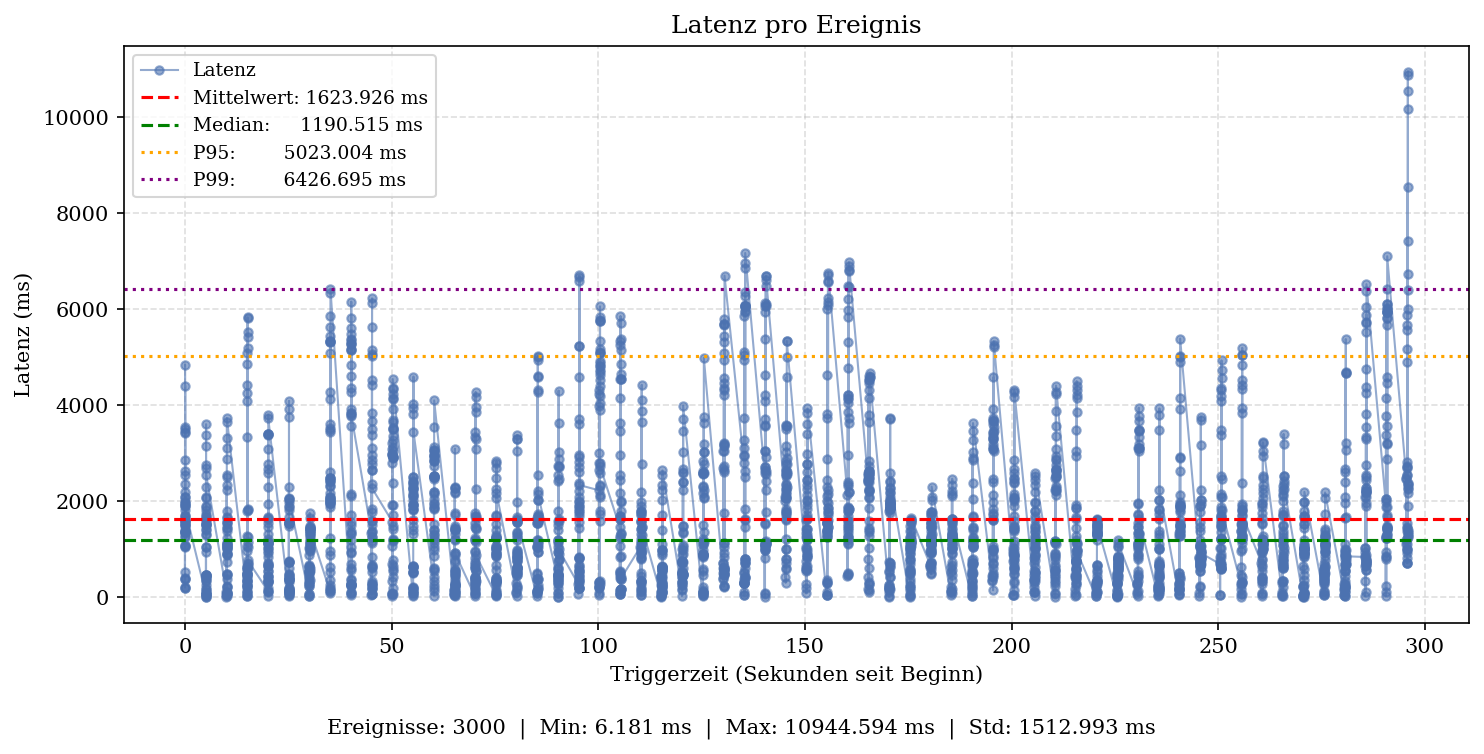 Latenz pro Ereignis
Latenz
Mittelwert: 1623.926 ms
Median: 1190.515 ms
P95: 5023.004 ms
P99: 6426.695 ms
Latenz (ms)
10000
8000
6000
4000
2000
0
0 50 100 150 200 250 300
Triggerzeit (Sekunden seit Beginn)
Ereignisse: 3000 | Min: 6.181 ms | Max: 10944.594 ms | Std: 1512.993 ms